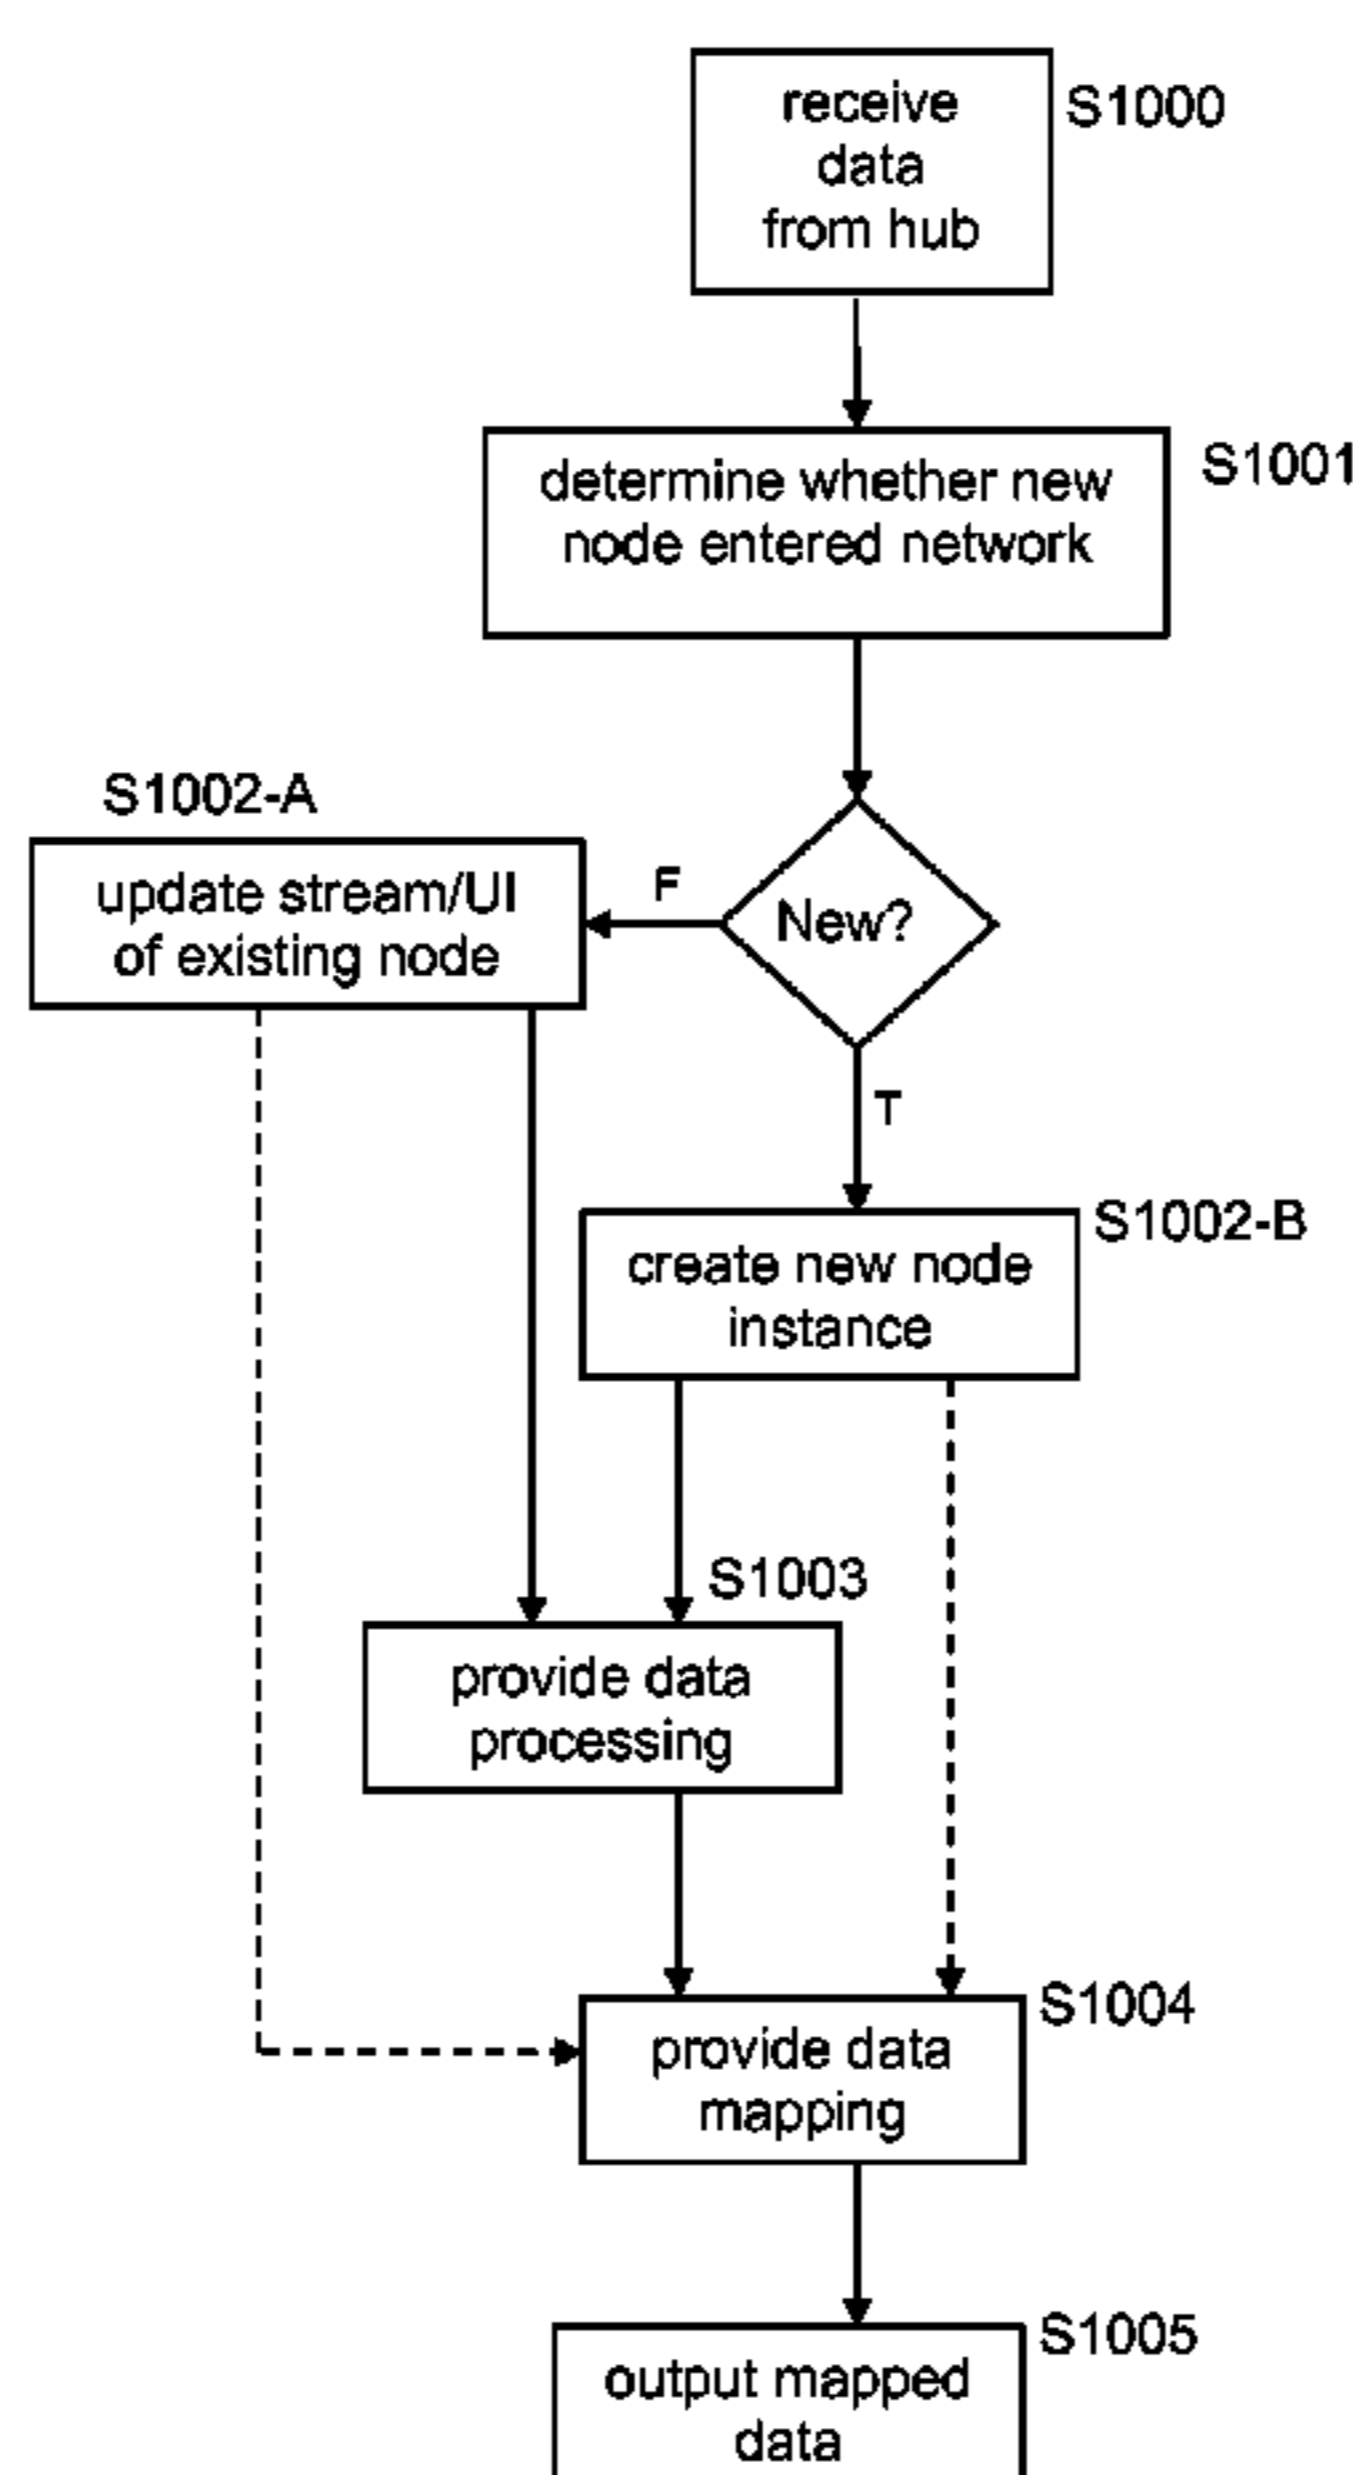 receive
data
from hub
S1000
determine whether new
node entered network
S1001
S1002-A
update stream/UI
of existing node
F
New?
T
S1002-B
create new node
instance
S1003
provide data
processing
S1004
provide data
mapping
S1005
output mapped
data